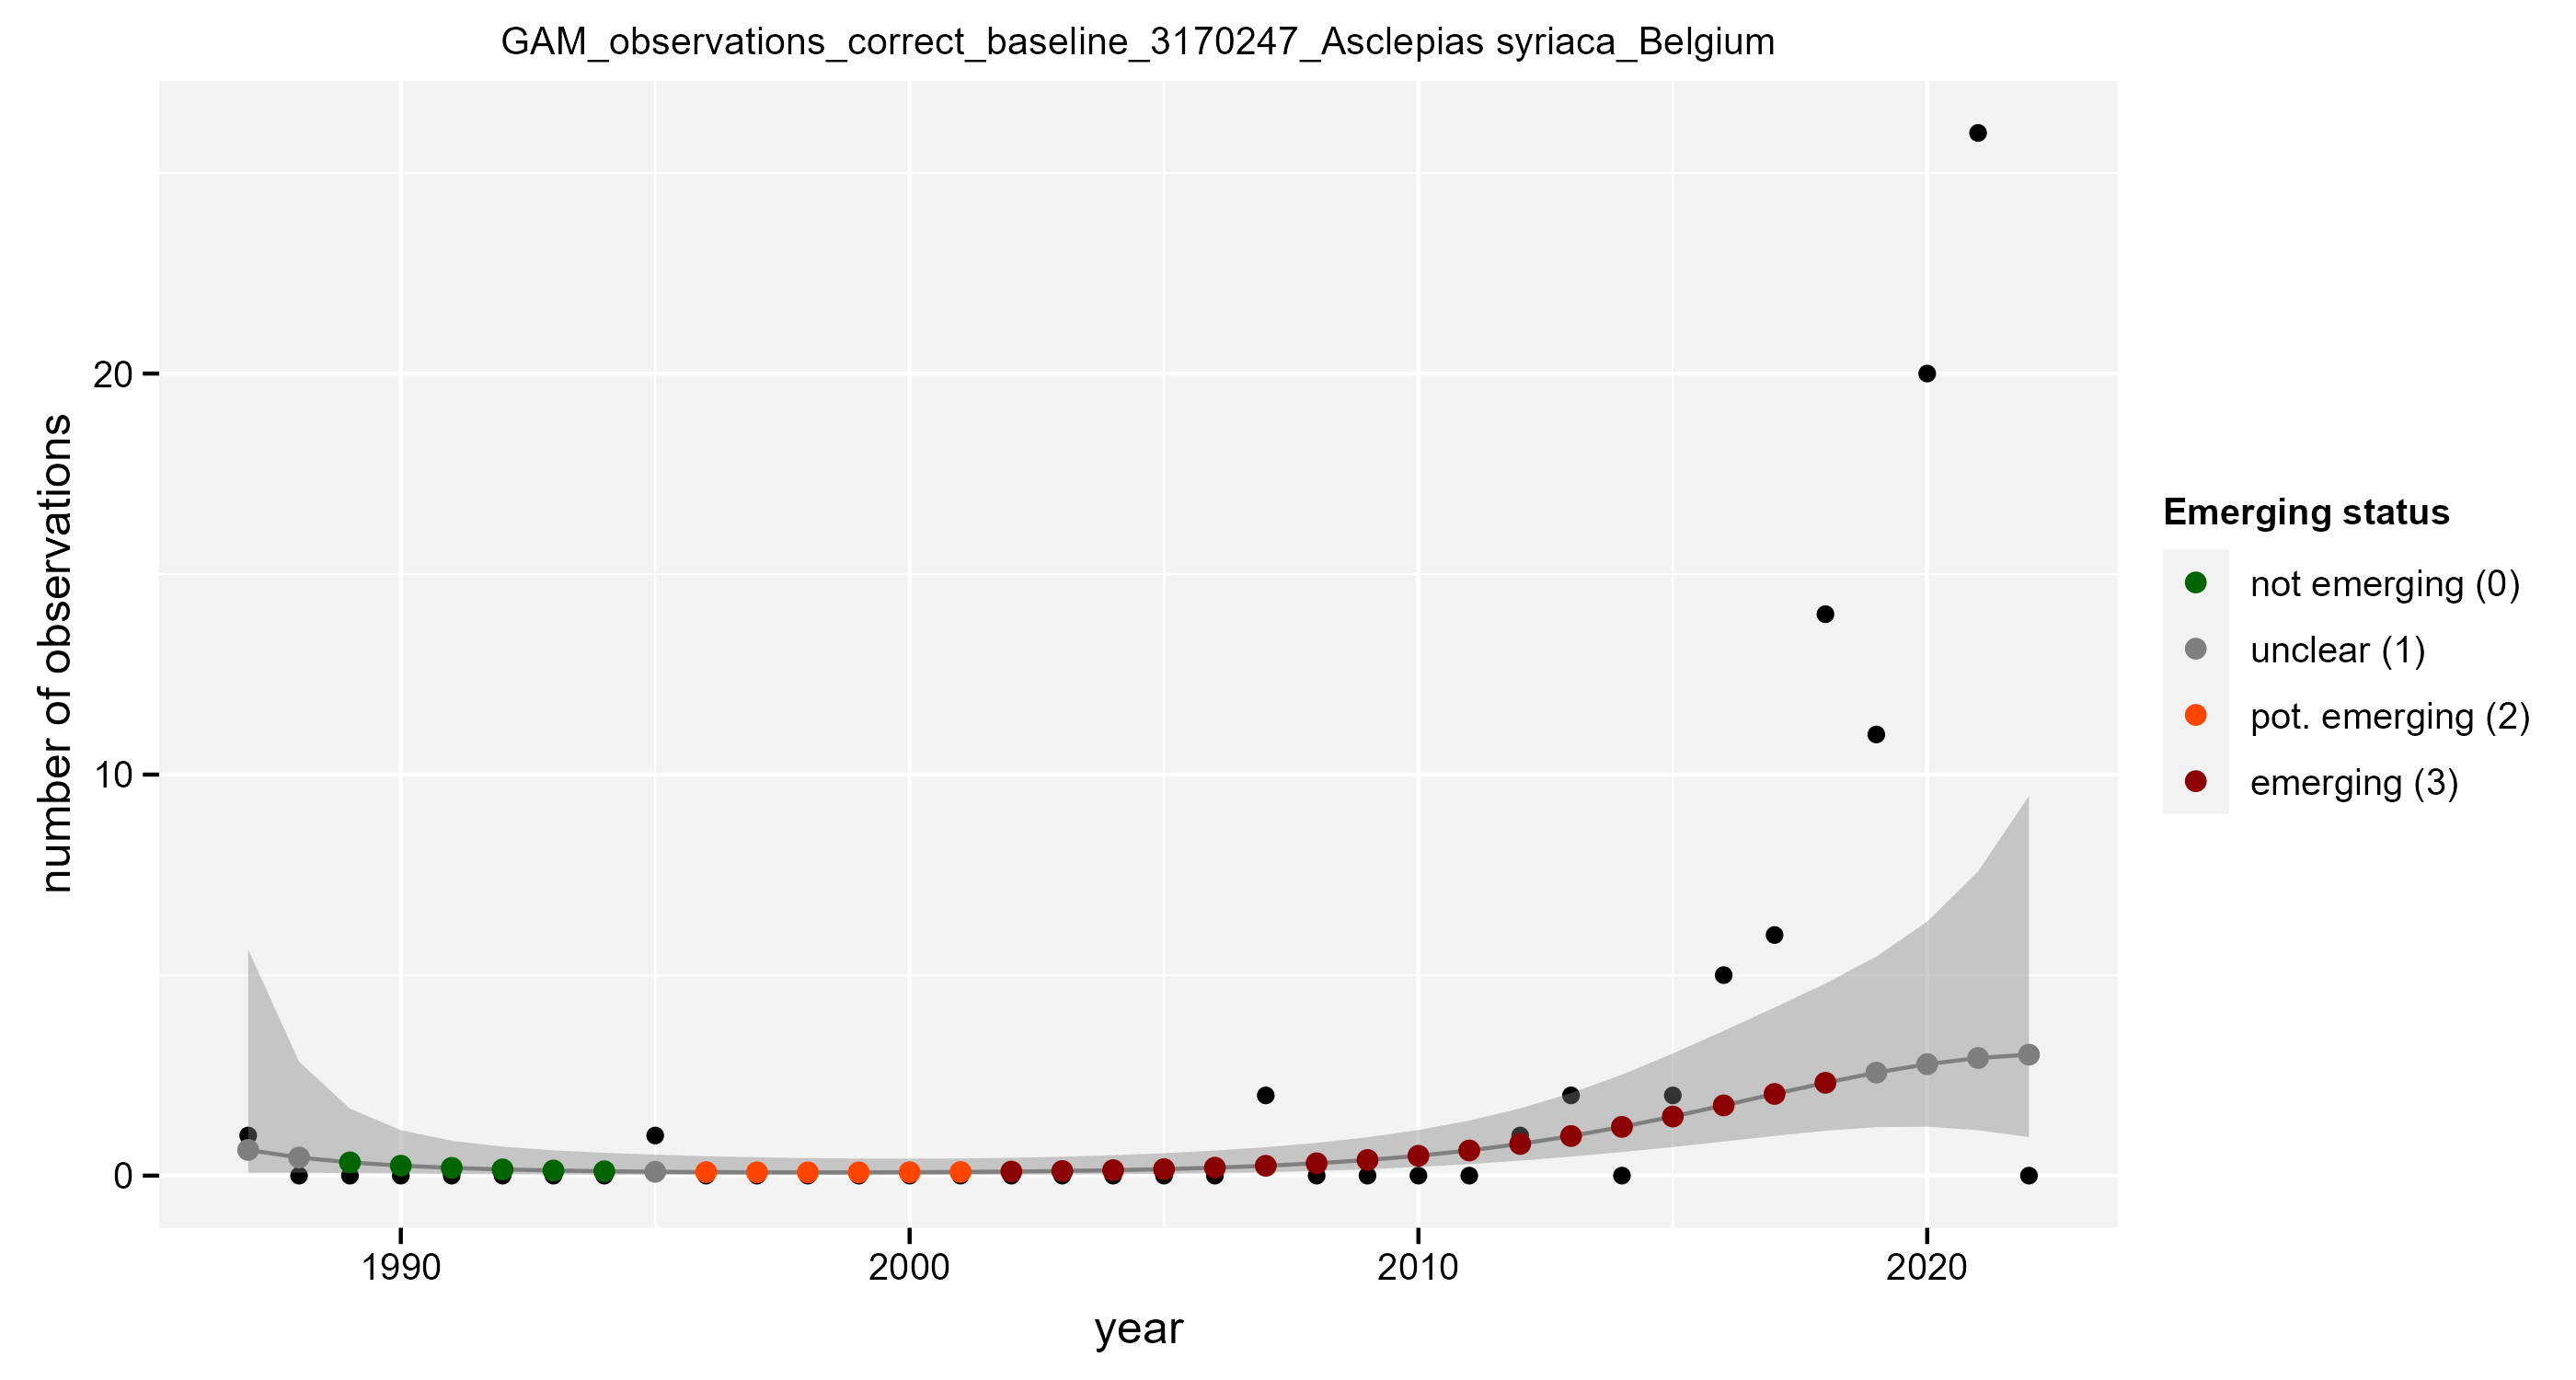 GAM_observations_correct_baseline_3170247_Asclepias syriaca_Belgium
number of observations
20
10
0
1990
2000
2010
2020
year
Emerging status
not emerging (0)
unclear (1)
pot. emerging (2)
emerging (3)